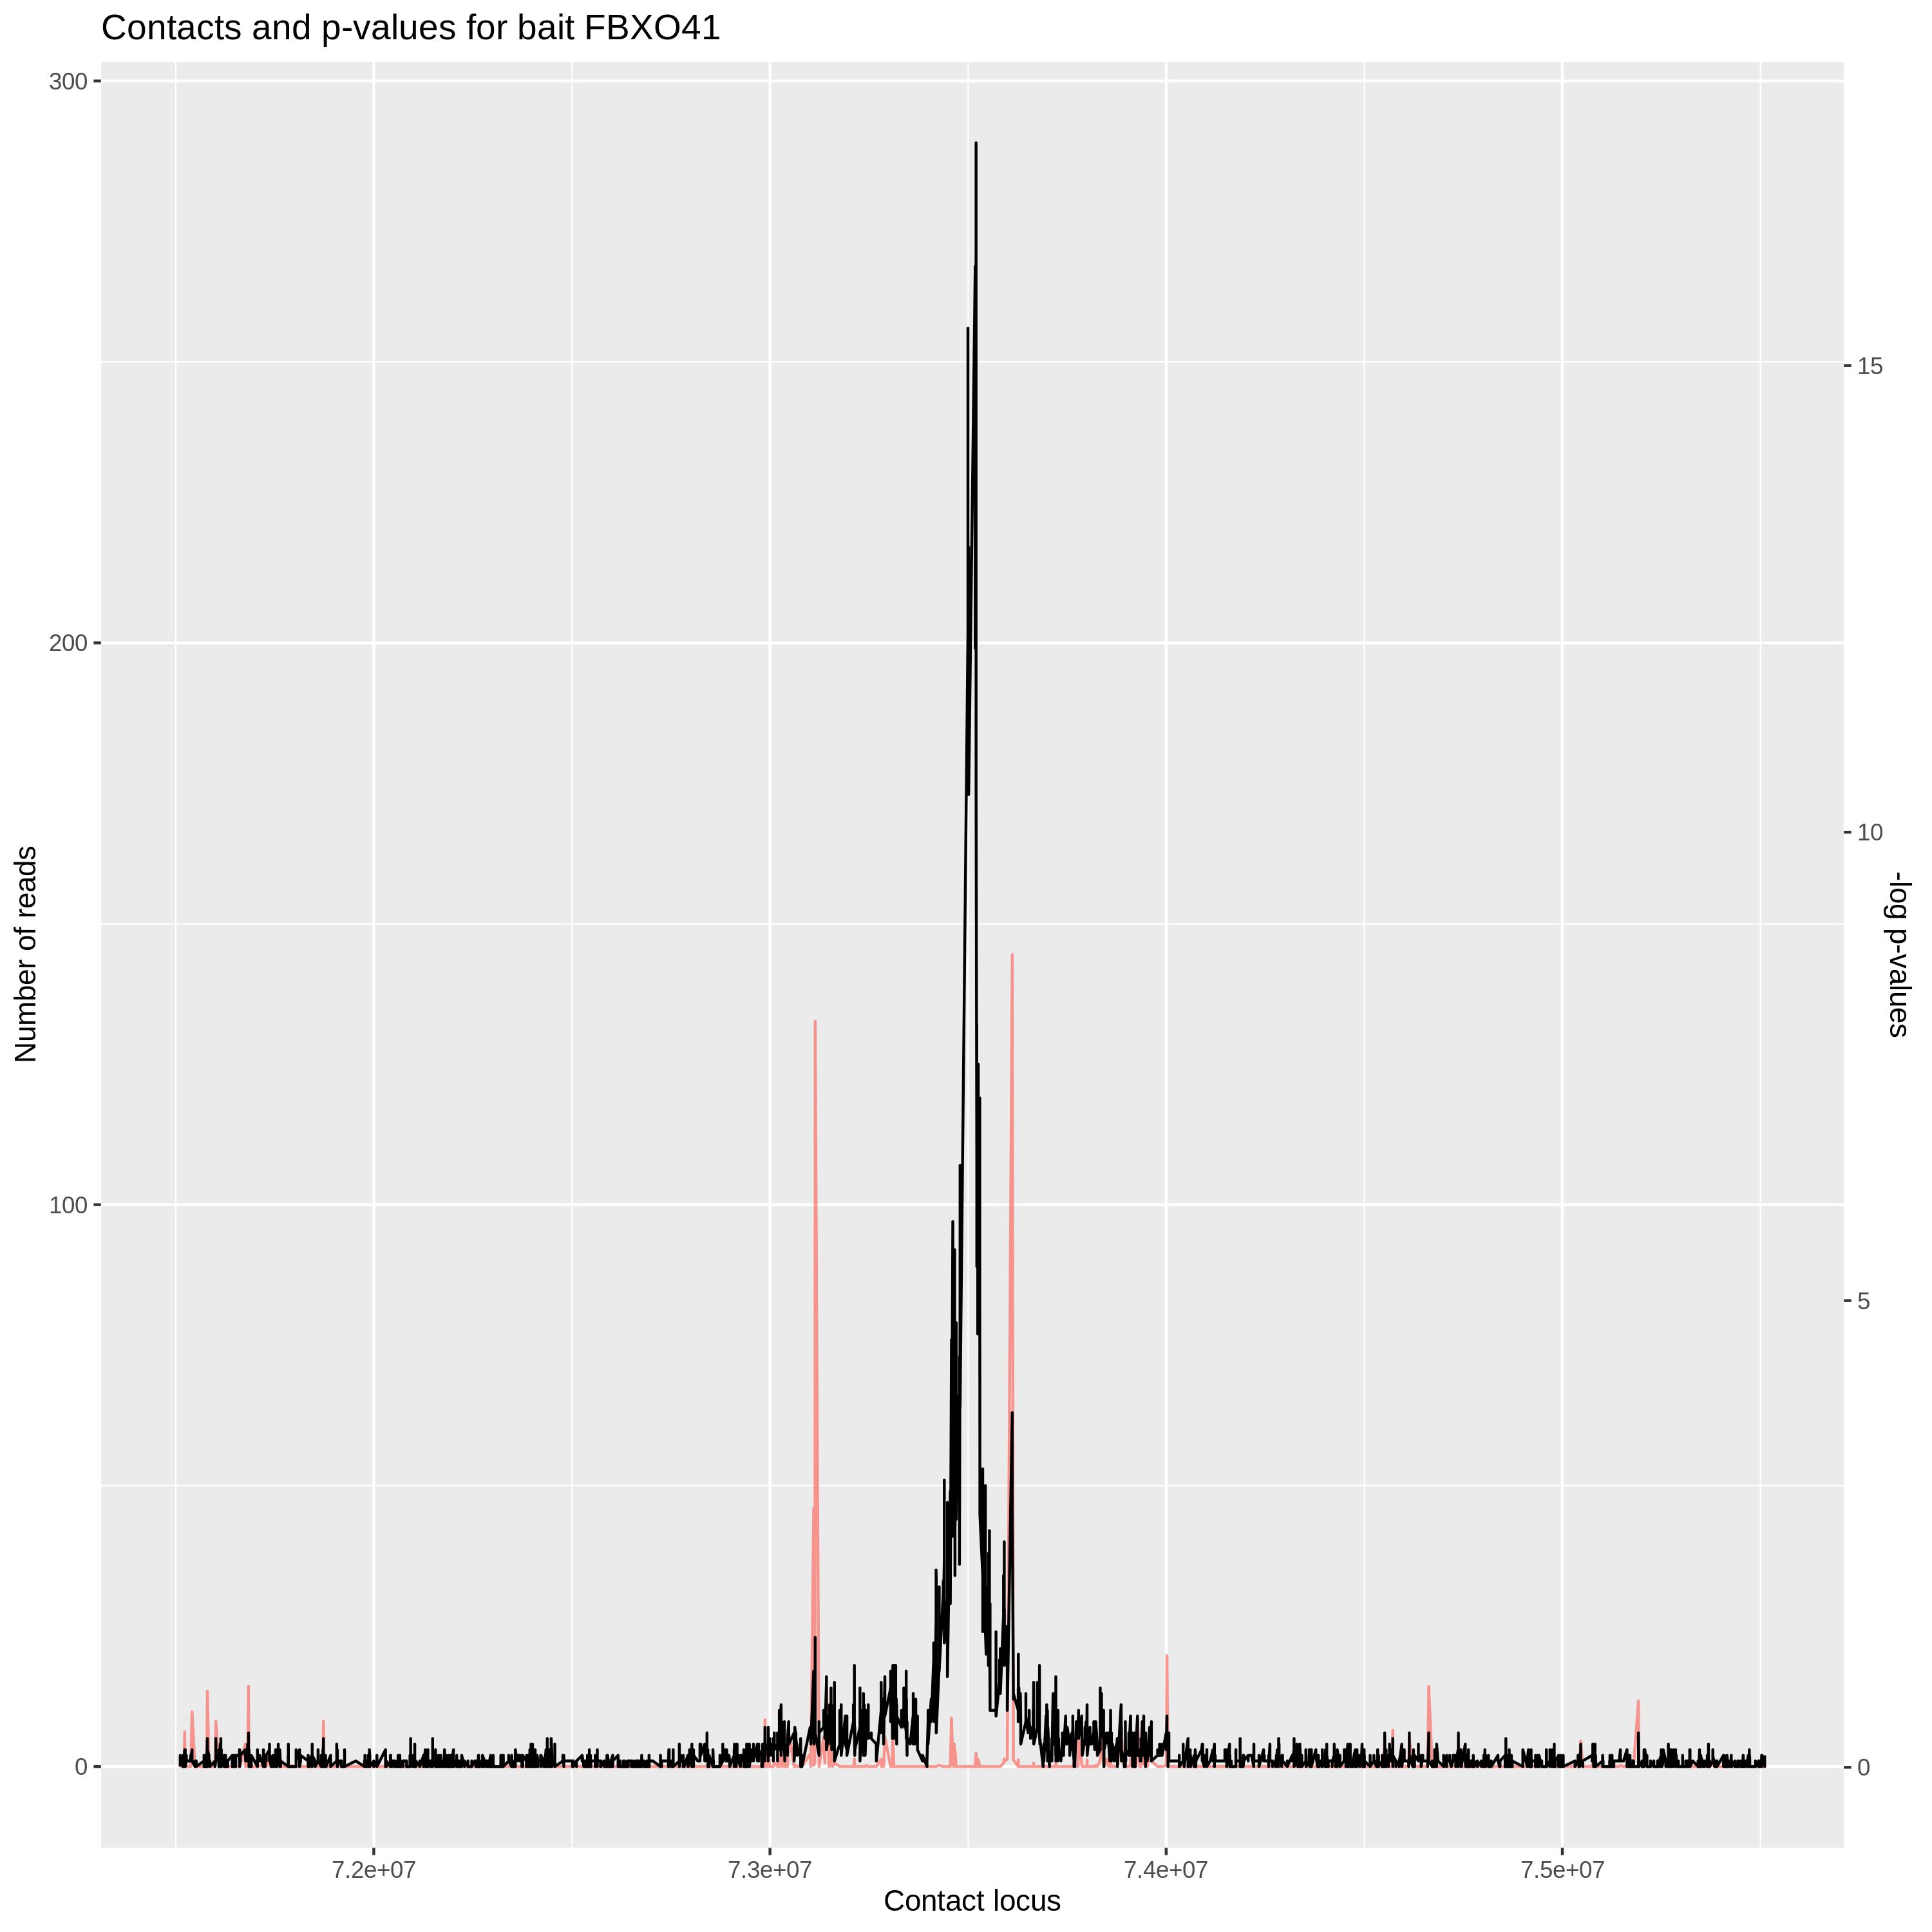 Contacts and p-values for bait FBXO41
300
200
100
0
Number of reads
15
10
5
0
-log p-values
7.2e+07
7.3e+07
7.4e+07
7.5e+07
Contact locus